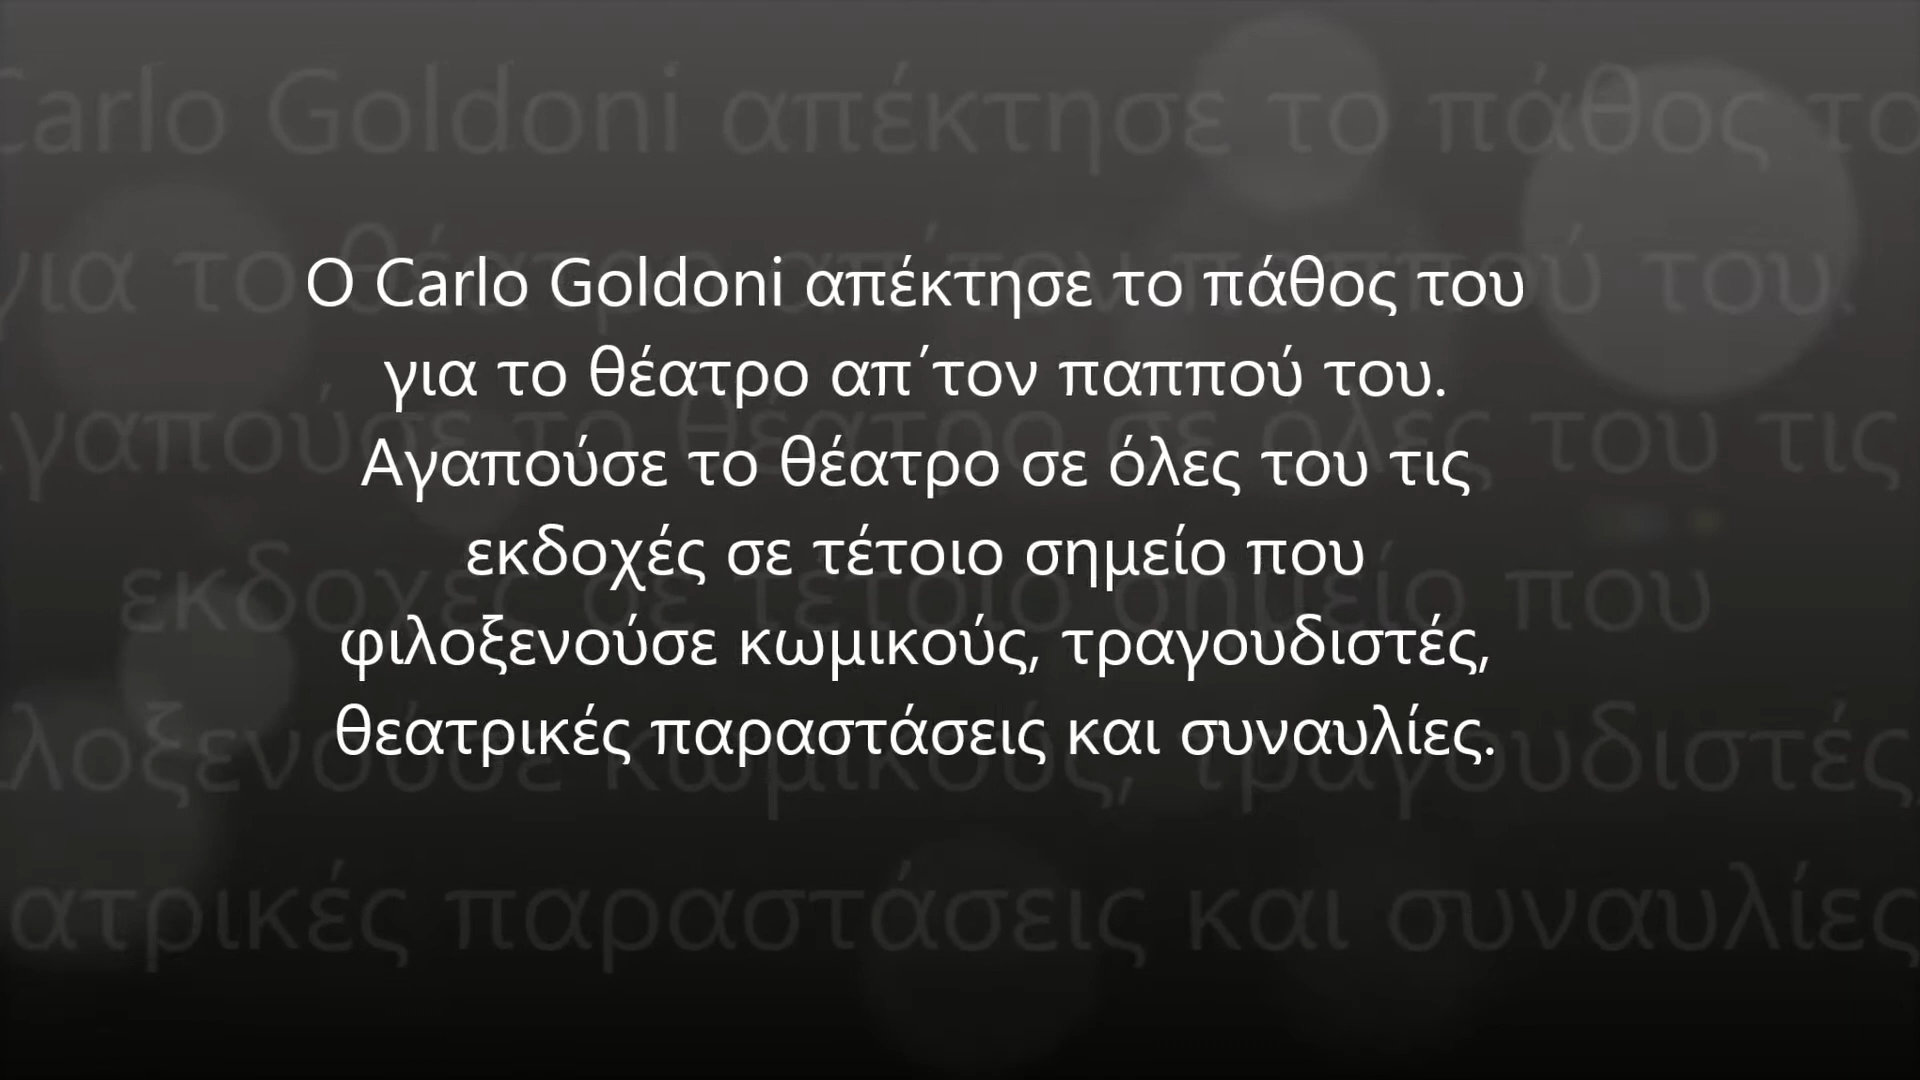 Ο Carlo Goldoni απέκτησε το πάθος του
για το θέατρο απ΄τον παππού του.
Αγαπούσε το θέατρο σε όλες του τις
εκδοχές σε τέτοιο σημείο που
φιλοξενούσε κωμικούς, τραγουδιστές,
θεατρικές παραστάσεις και συναυλίες.